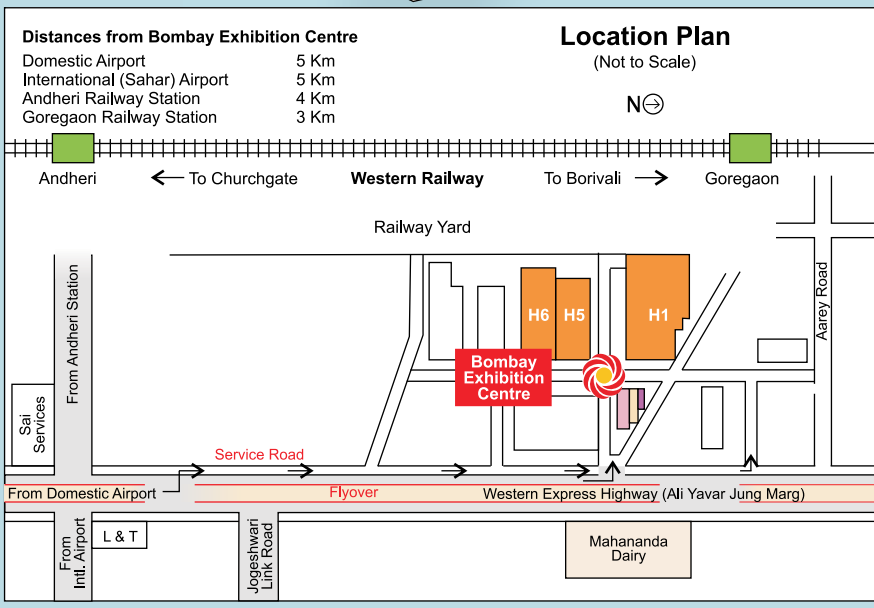 Distances from Bombay Exhibition Centre
Domestic Airport 5 Km
International (Sahar) Airport 5 Km
Andheri Railway Station 4 Km
Goregaon Railway Station 3 Km
Location Plan
(Not to Scale)
N
Andheri
To Churchgate
Western Railway
To Borivali
Goregaon
Railway Yard
From Andheri Station
Aarey Road
H6
H5
H1
Bombay
Exhibition
Centre
Sai
Services
Service Road
From Domestic Airport
Flyover
Western Express Highway (Ali Yavar Jung Marg)
From
Intl. Airport
L & T
Jogeshwari
Link Road
Mahananda
Dairy